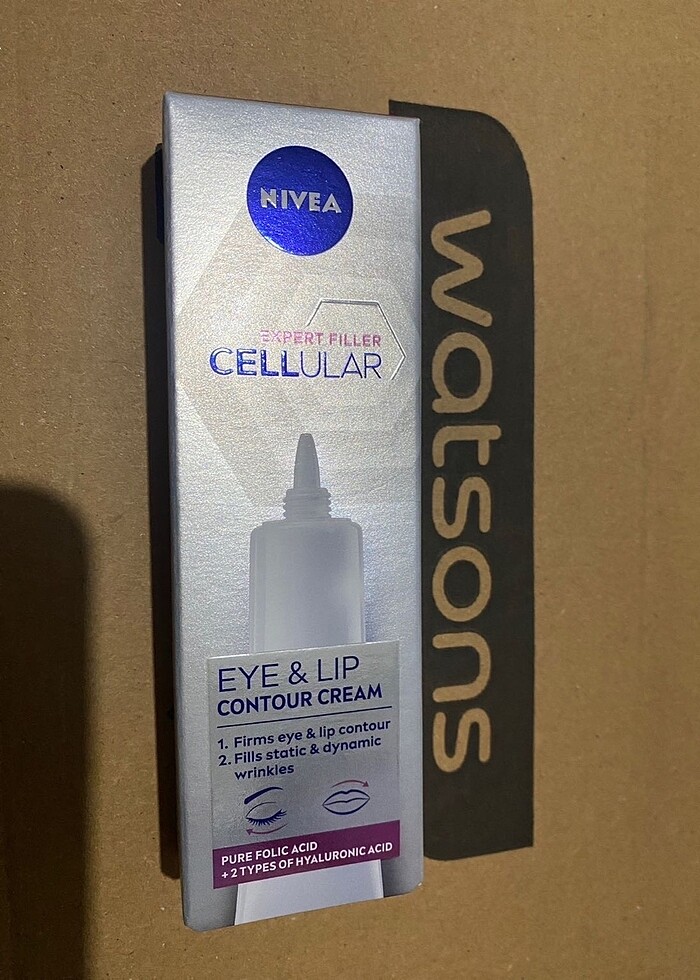 NIVEA
EXPERT FILLER
CELLULAR
EYE & LIP
CONTOUR CREAM
1. Firms eye & lip contour
2. Fills static & dynamic
wrinkles
PURE FOLIC ACID
+ 2 TYPES OF HYALURONIC ACID
watsons